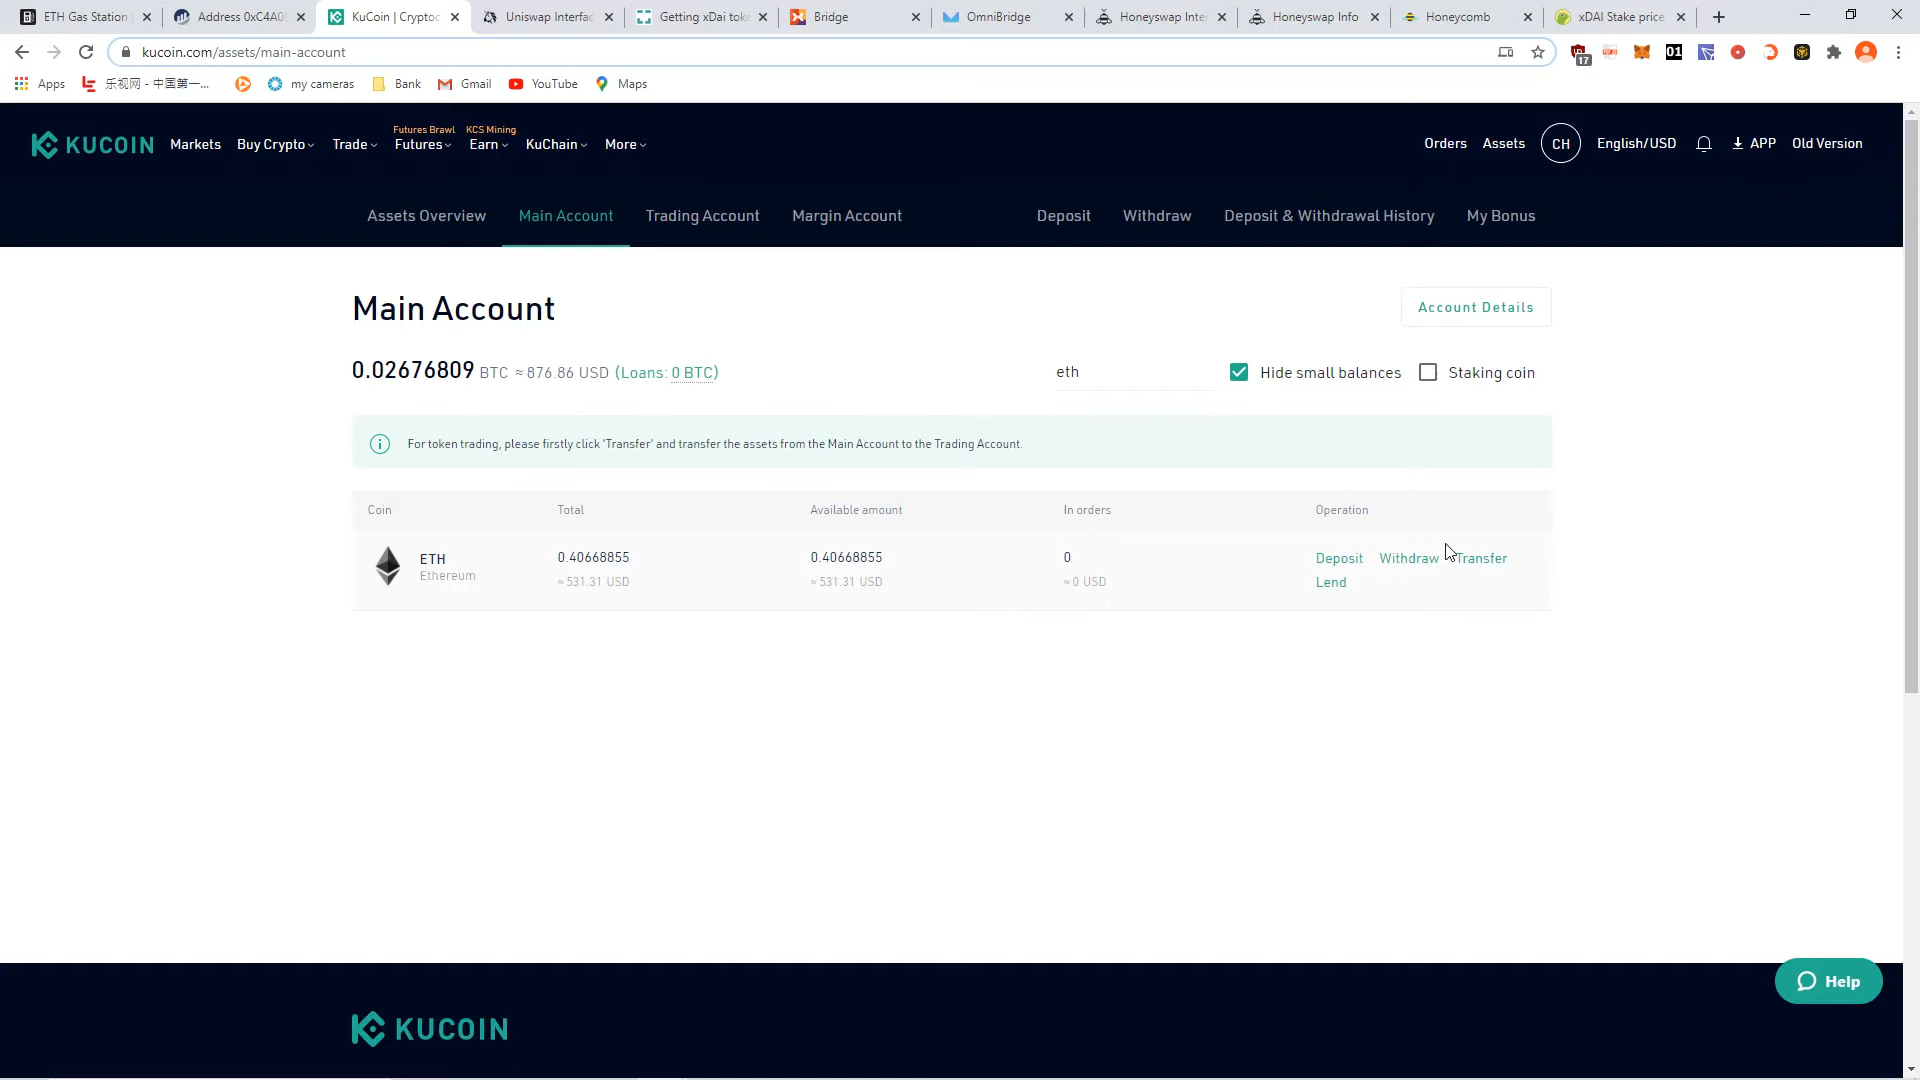 ETH Gas Station
Address 0xC4A0
KuCoin | Cryptoc
Uniswap Interfac
Getting xDai tok
Bridge
OmniBridge
Honeyswap Inter
Honeyswap Info
Honeycomb
xDAI Stake price,
kucoin.com/assets/main-account
17
01
Apps
乐视网 - 中国第一...
my cameras
Bank
Gmail
YouTube
Maps
KUCOIN
Markets
Buy Crypto
Trade
Futures Brawl
Futures
KCS Mining
Earn
KuChain
More
Orders
Assets
CH
English/USD
APP
Old Version
Assets Overview
Main Account
Trading Account
Margin Account
Deposit
Withdraw
Deposit & Withdrawal History
My Bonus
Main Account
Account Details
0.02676809 BTC ≈ 876.86 USD (Loans: 0 BTC)
eth
Hide small balances
Staking coin
For token trading, please firstly click 'Transfer' and transfer the assets from the Main Account to the Trading Account.
Coin Total Available amount In orders Operation
ETH 0.40668855 0.40668855 0 Deposit Withdraw Transfer
Ethereum ≈ 531.31 USD ≈ 531.31 USD ≈ 0 USD Lend
Help
KUCOIN